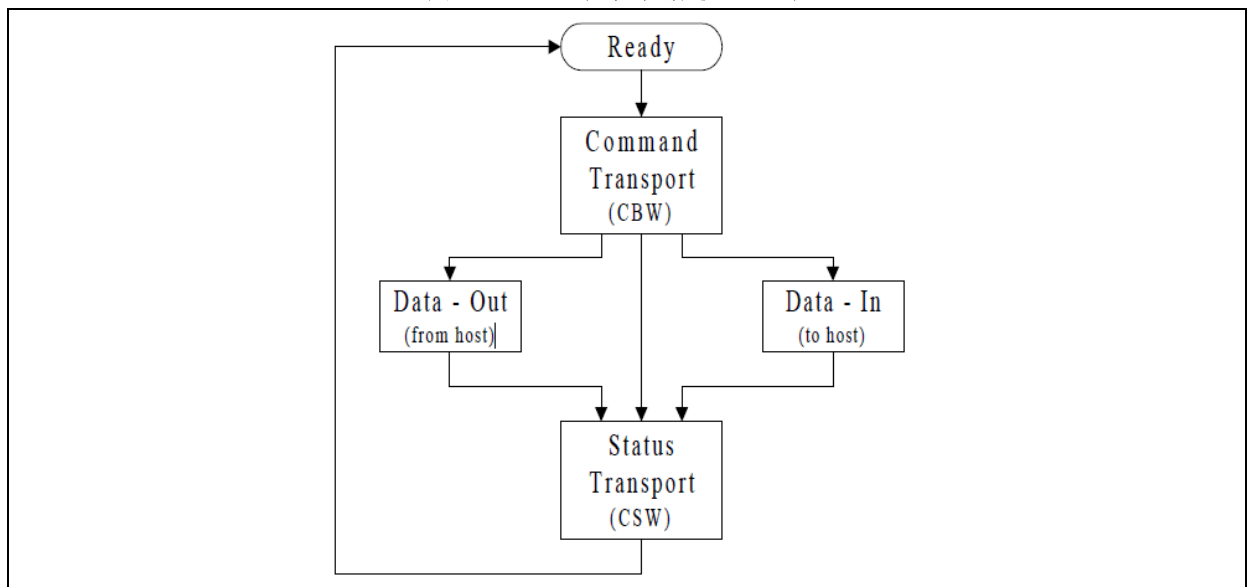 Ready
Command
Transport
(CBW)
Data - Out
(from host)
Data - In
(to host)
Status
Transport
(CSW)